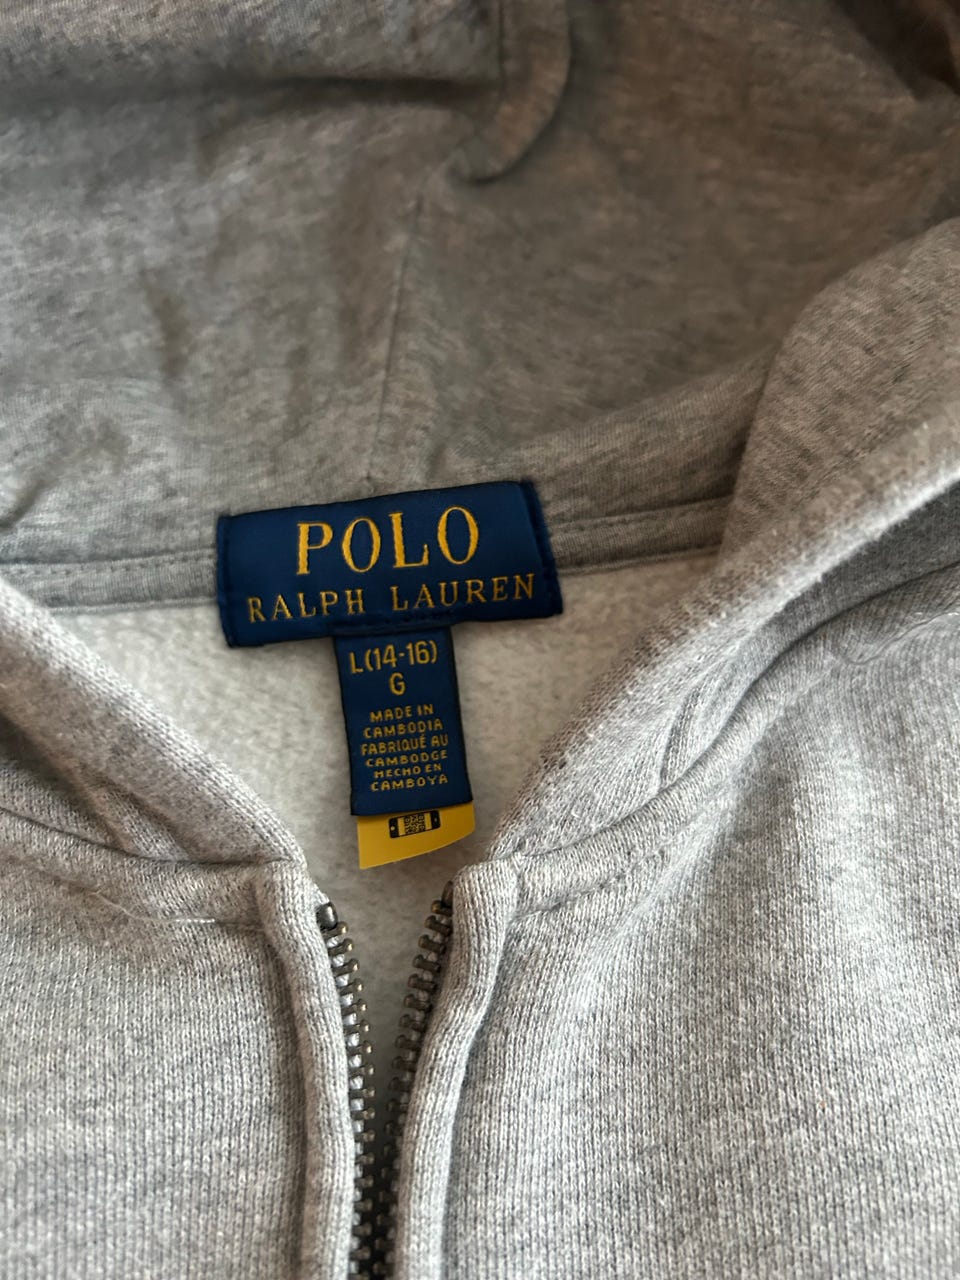 POLO
RALPH LAUREN
L(14-16)
G
MADE IN
CAMBODIA
FABRIQUÉ AU
CAMBODGE
HECHO EN
CAMBOYA